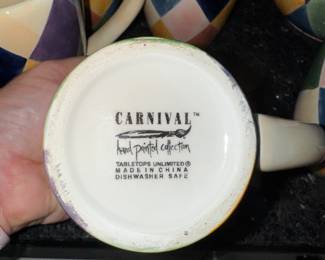 CARNIVAL™
hand painted collection
TABLETOPS UNLIMITED®
MADE IN CHINA
DISHWASHER SAFE